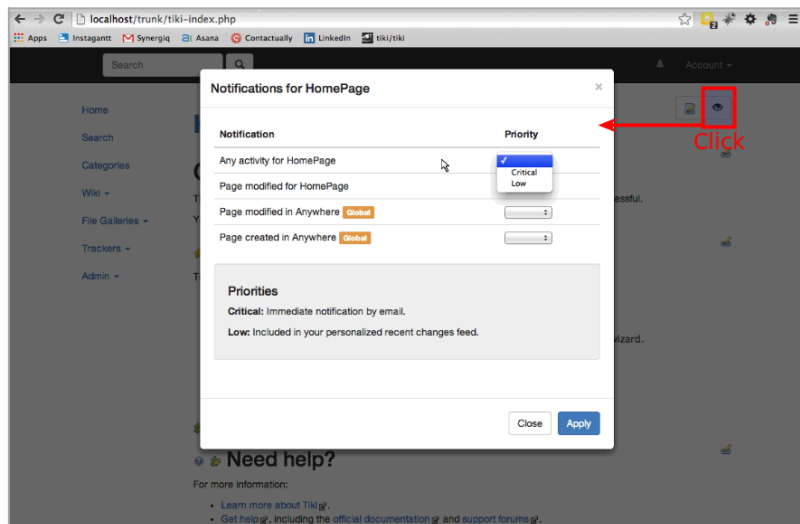 localhost/trunk/tiki-index.php
Apps Instagantt Synergiq Asana Contactually LinkedIn tiki/tiki
Search Account
Notifications for HomePage ×
Home
Search
Categories
Wiki
File Galleries
Trackers
Admin
Click
Notification Priority
Any activity for HomePage
Critical
Low
Page modified for HomePage
Page modified in Anywhere Global
Page created in Anywhere Global
essful.
Priorities
Critical: Immediate notification by email.
Low: Included in your personalized recent changes feed.
wizard.
Close Apply
Need help?
For more information:
Learn more about Tiki.
Get help, including the official documentation and support forums.